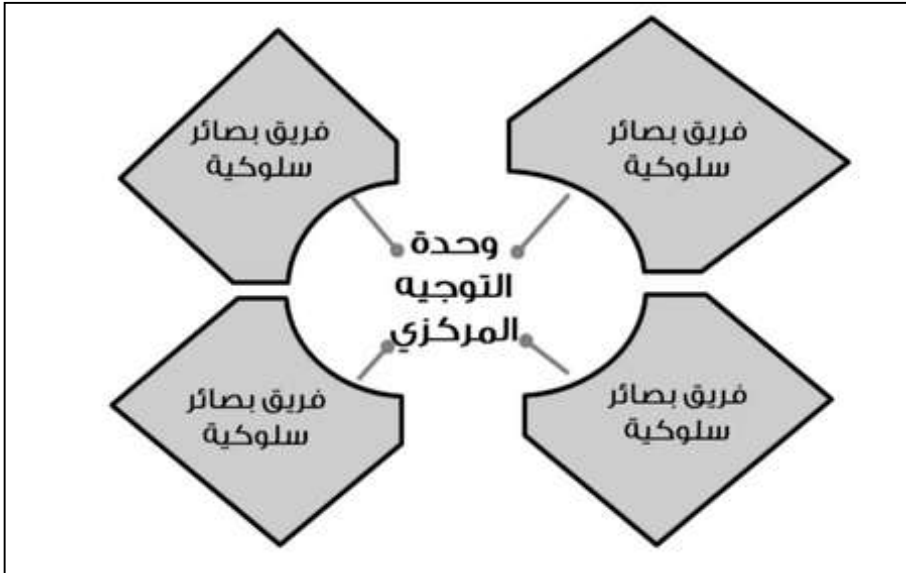 فريق بصائر
سلوكية
فريق بصائر
سلوكية
وحدة
التوجيه
المركزي
فريق بصائر
سلوكية
فريق بصائر
سلوكية